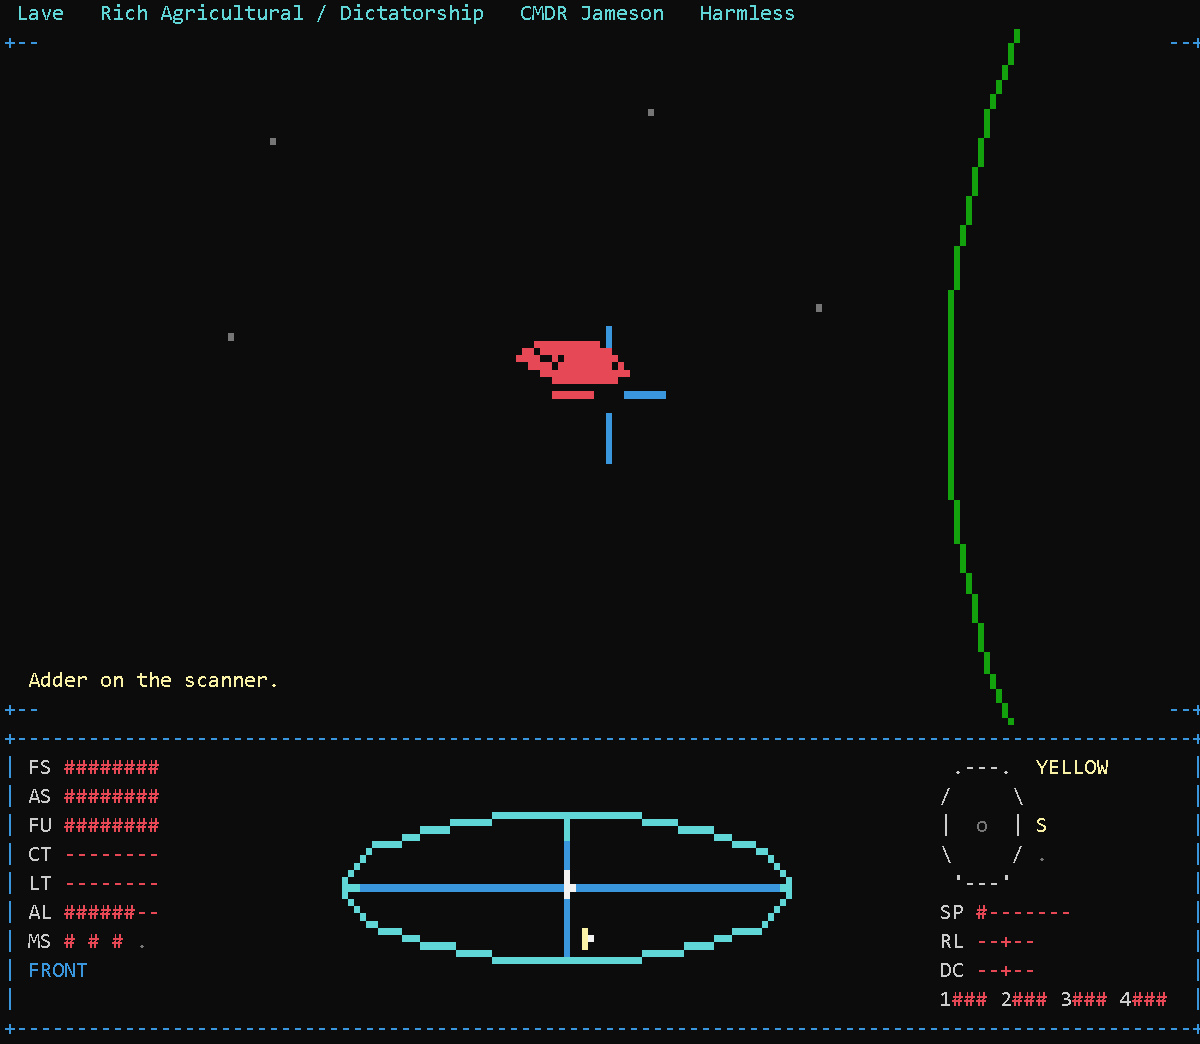 Lave   Rich Agricultural / Dictatorship   CMDR Jameson   Harmless
Adder on the scanner.
FS ########
AS ########
FU ########
CT --------
LT --------
AL ######--
MS # # # .
FRONT
YELLOW
S
SP #-------
RL --+--
DC --+--
1### 2### 3### 4###